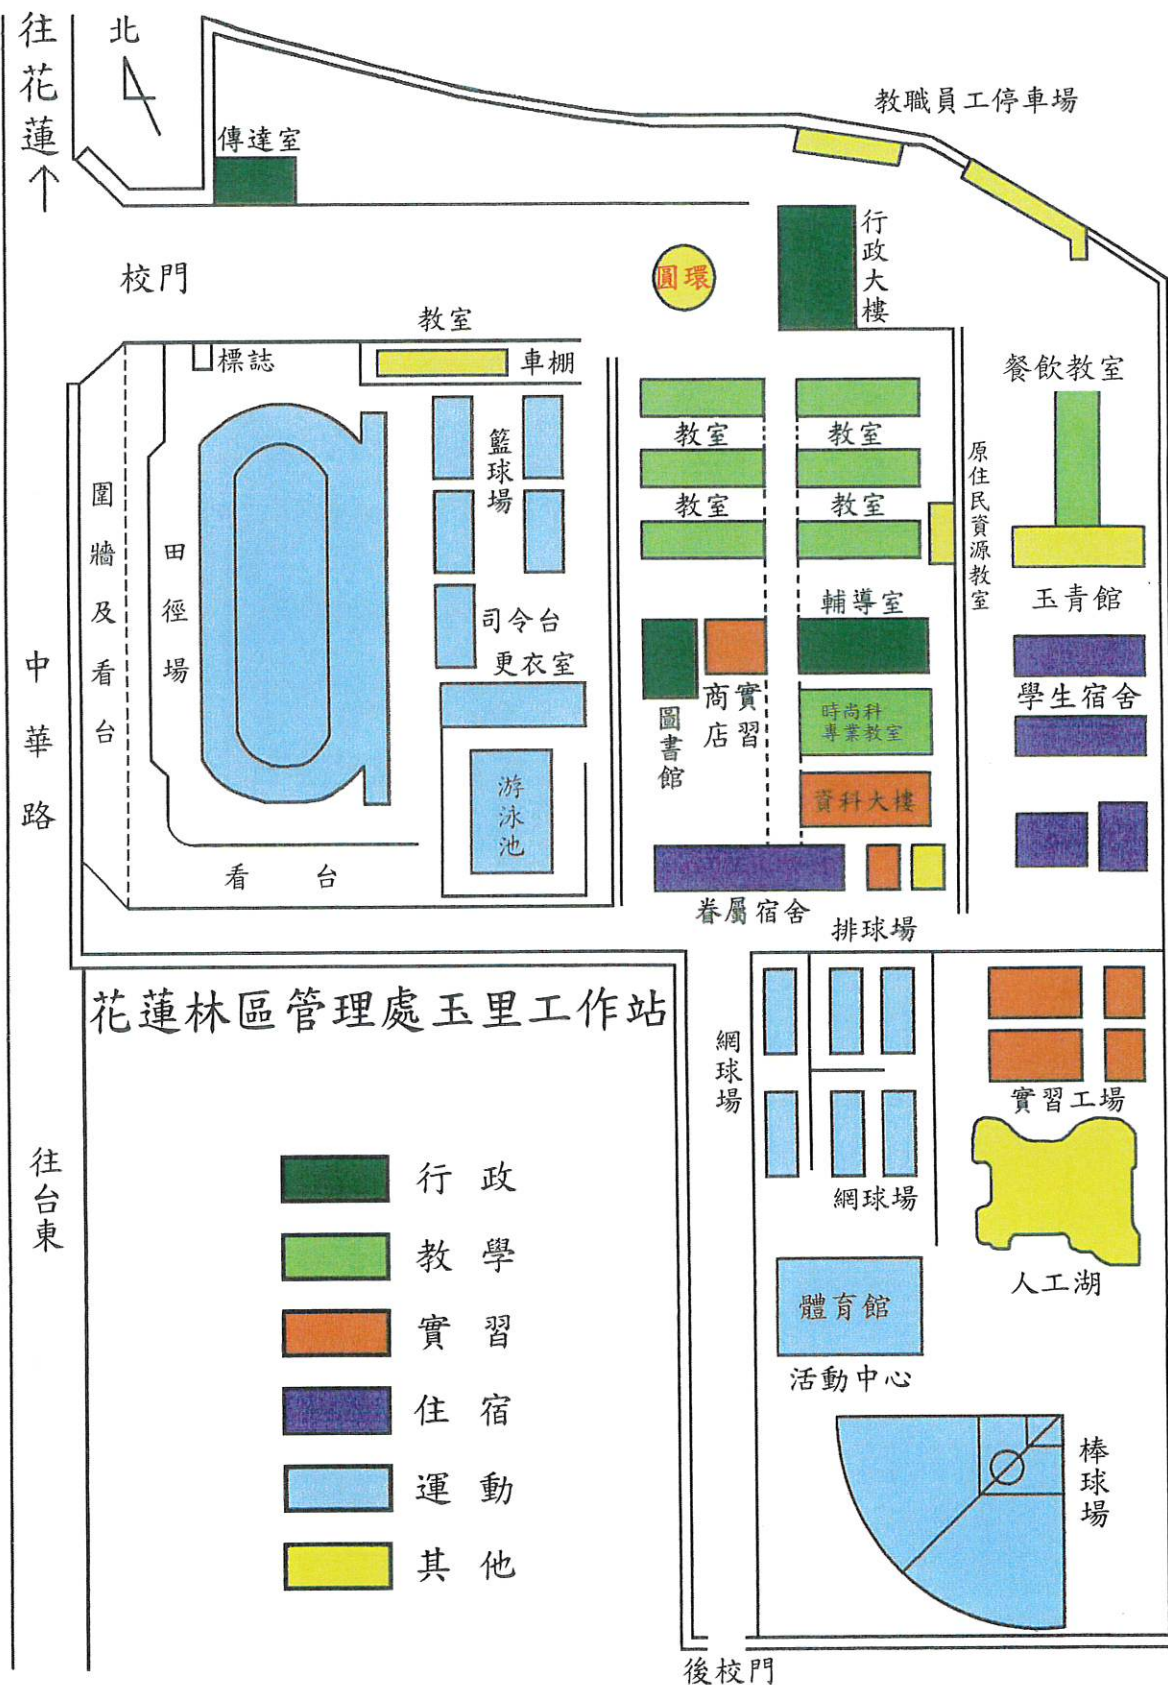 往花蓮
北
教職員工停車場
傳達室
行政大樓
校門
圓環
教室
標誌
車棚
餐飲教室
籃球場
教室
教室
原住民資源教室
圍牆及看台
田徑場
教室
教室
玉青館
司令台
輔導室
更衣室
中華路
學生宿舍
圖書館
商店
實習
時尚科
專業教室
游泳池
資料大樓
看台
眷屬宿舍
排球場
花蓮林區管理處玉里工作站
網球場
實習工場
往台東
行政
網球場
教學
人工湖
體育館
實習
活動中心
住宿
棒球場
運動
其他
後校門